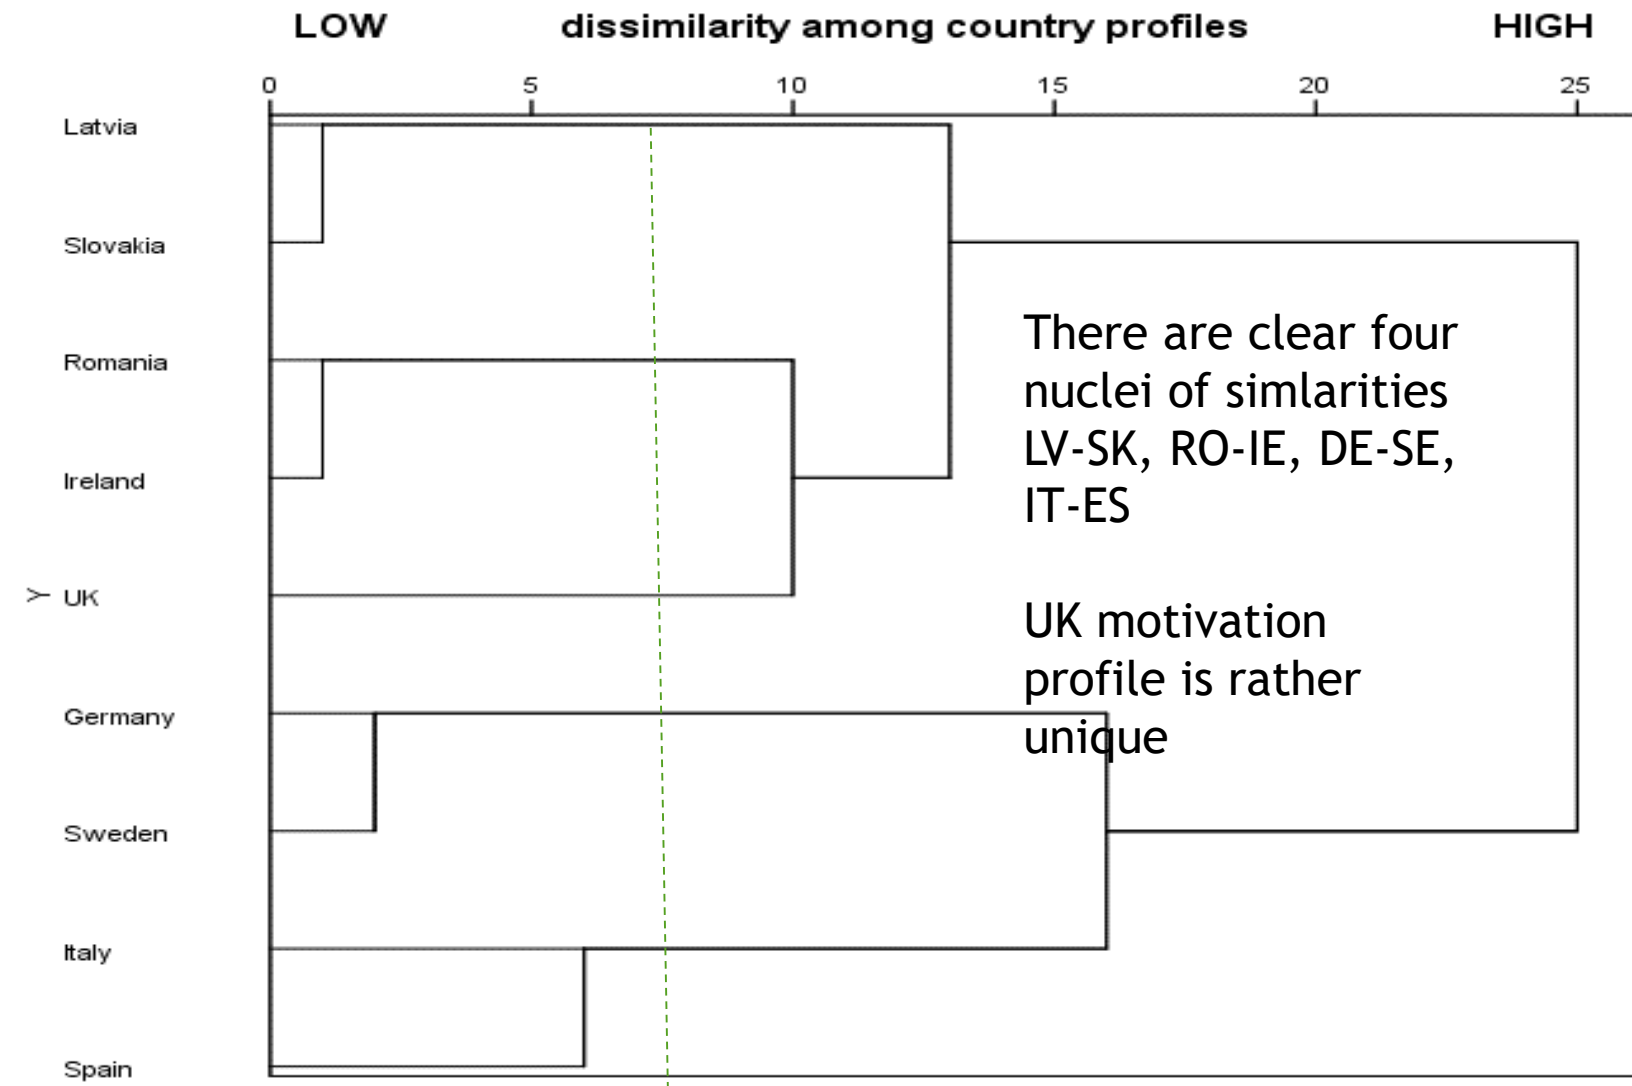 LOW dissimilarity among country profiles HIGH
0 5 10 15 20 25
Latvia
Slovakia
Romania
Ireland
Y UK
Germany
Sweden
Italy
Spain
There are clear four
nuclei of simlarities
LV-SK, RO-IE, DE-SE,
IT-ES
UK motivation
profile is rather
unique